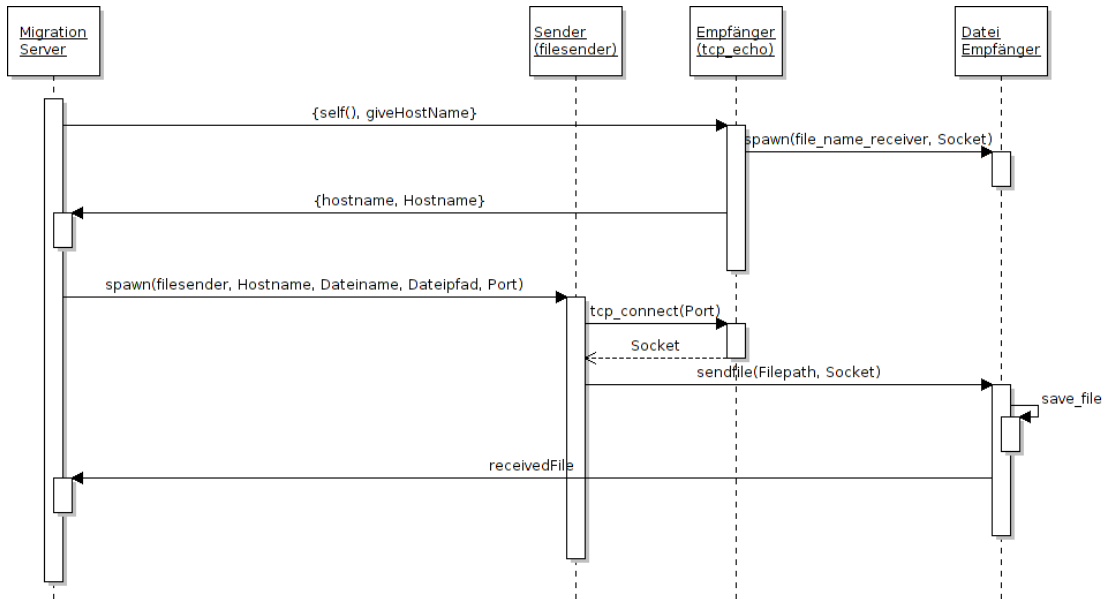 Migration
Server
Sender
(filesender)
Empfänger
(tcp_echo)
Datei
Empfänger
{self(), giveHostName}
spawn(file_name_receiver, Socket)
{hostname, Hostname}
spawn(filesender, Hostname, Dateiname, Dateipfad, Port)
tcp_connect(Port)
Socket
sendfile(Filepath, Socket)
save_file
receivedFile